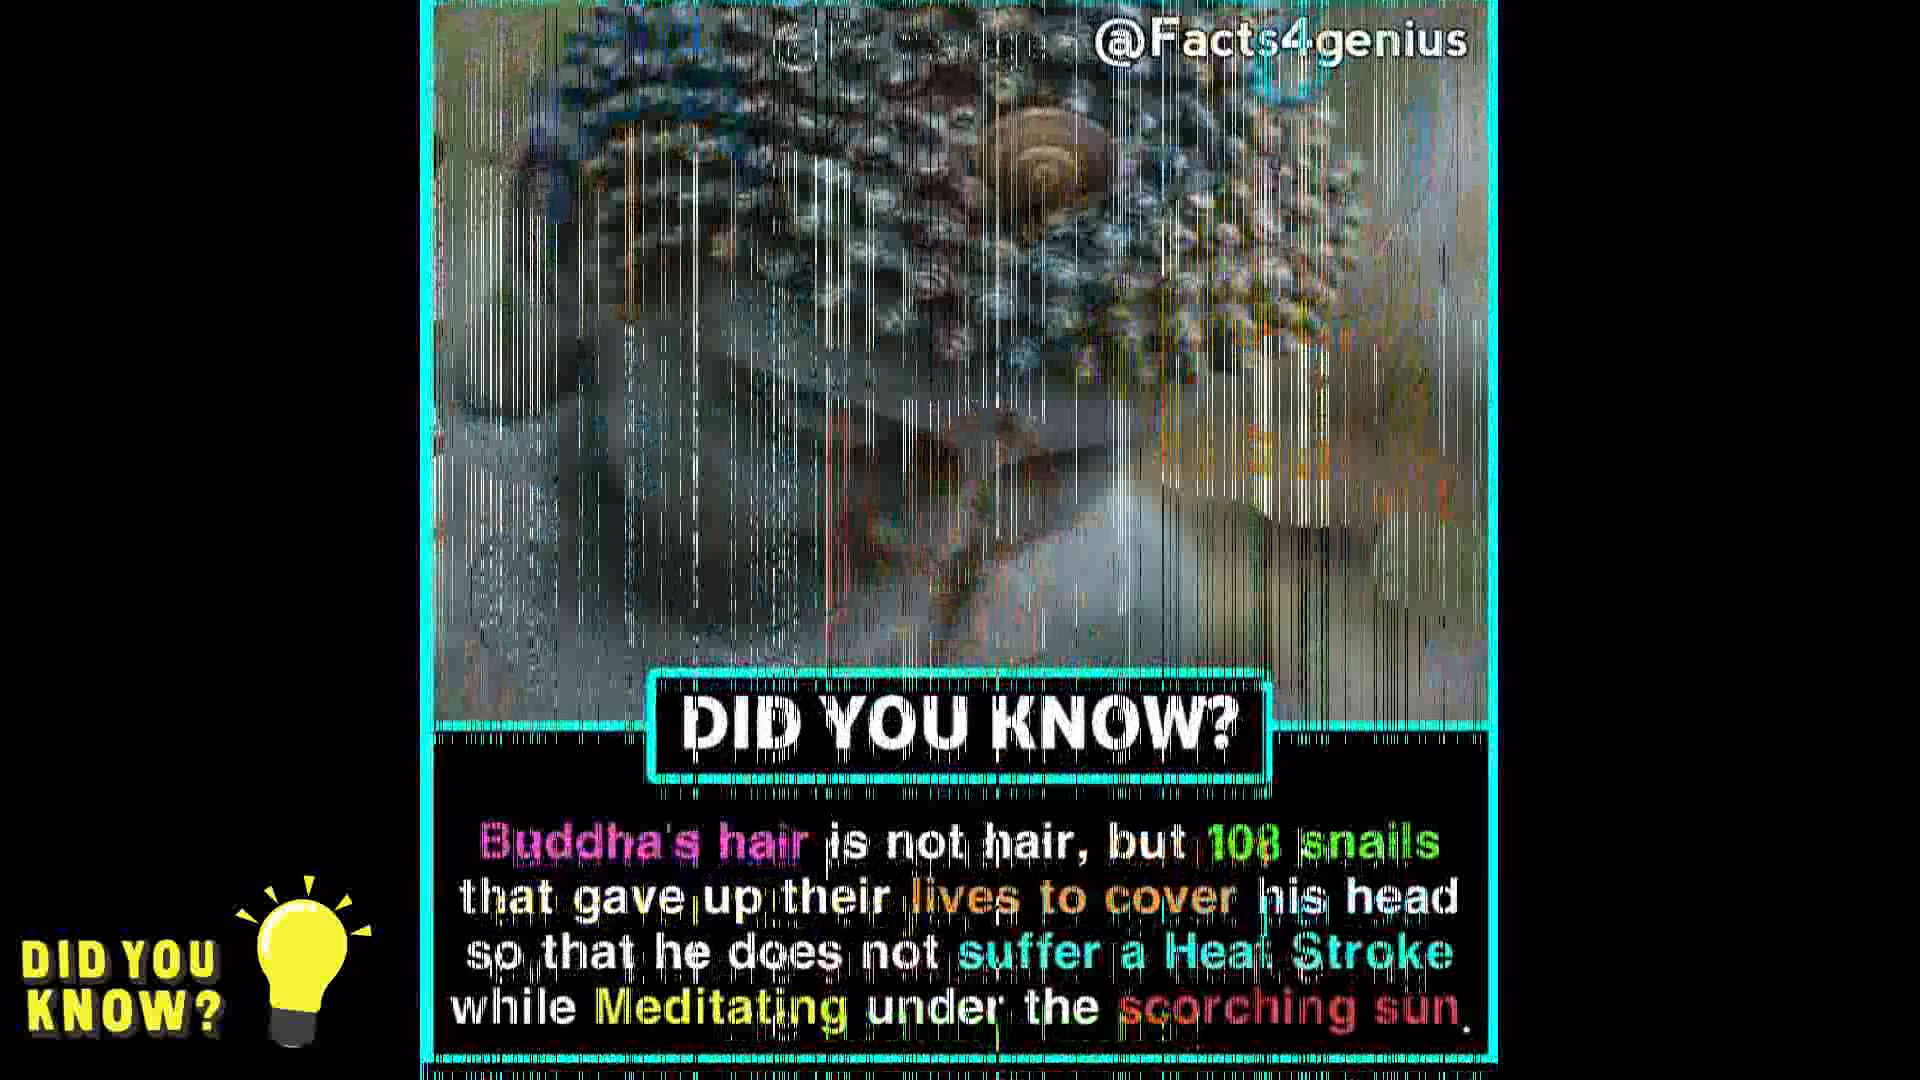 @Facts4genius
DID YOU KNOW?
Buddha's hair is not hair, but 108 snails
that gave up their lives to cover his head
so that he does not suffer a Heat Stroke
while Meditating under the scorching sun.
DID YOU
KNOW?